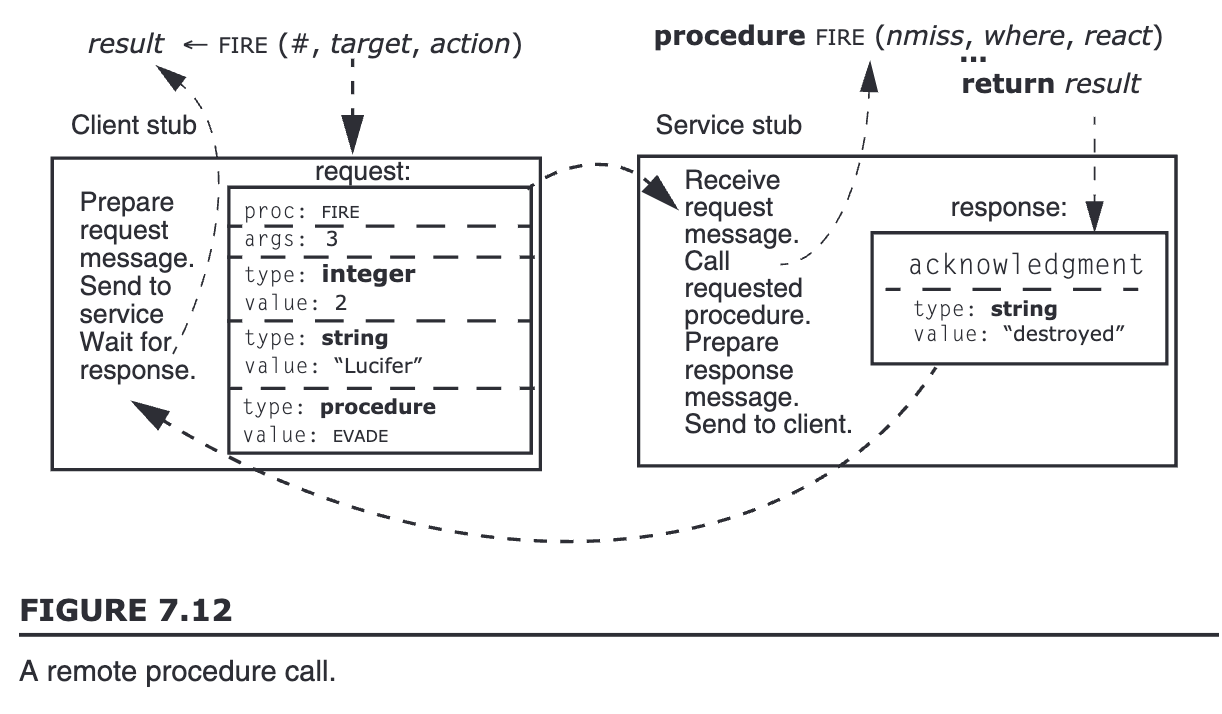 result ← FIRE (#, target, action)
Client stub
Prepare
request
message.
Send to
service
Wait for
response.
request:
proc: FIRE
args: 3
type: integer
value: 2
type: string
value: “Lucifer”
type: procedure
value: EVADE
procedure FIRE (nmiss, where, react)
...
return result
Service stub
Receive
request
message.
Call
requested
procedure.
Prepare
response
message.
Send to client.
response:
acknowledgment
type: string
value: “destroyed”
FIGURE 7.12
A remote procedure call.